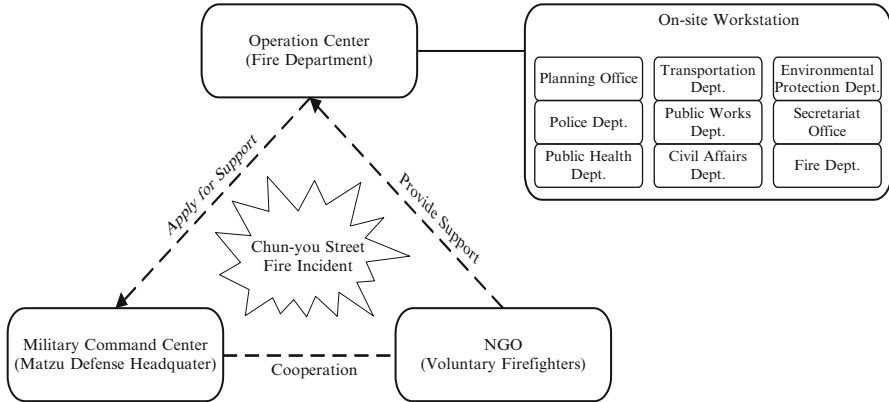 Operation Center
(Fire Department)
On-site Workstation
Planning Office
Transportation
Dept.
Environmental
Protection Dept.
Police Dept.
Public Works
Dept.
Secretariat
Office
Public Health
Dept.
Civil Affairs
Dept.
Fire Dept.
Apply for Support
Provide Support
Chun-you Street
Fire Incident
Military Command Center
(Matzu Defense Headquater)
Cooperation
NGO
(Voluntary Firefighters)